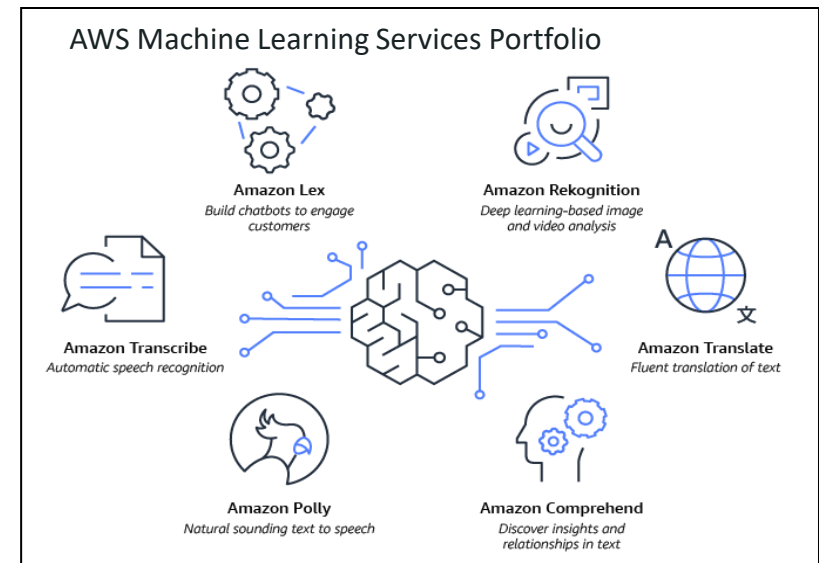 AWS Machine Learning Services Portfolio
Amazon Lex
Build chatbots to engage
customers
Amazon Rekognition
Deep learning-based image
and video analysis
A
文
Amazon Transcribe
Automatic speech recognition
Amazon Translate
Fluent translation of text
Amazon Polly
Natural sounding text to speech
Amazon Comprehend
Discover insights and
relationships in text